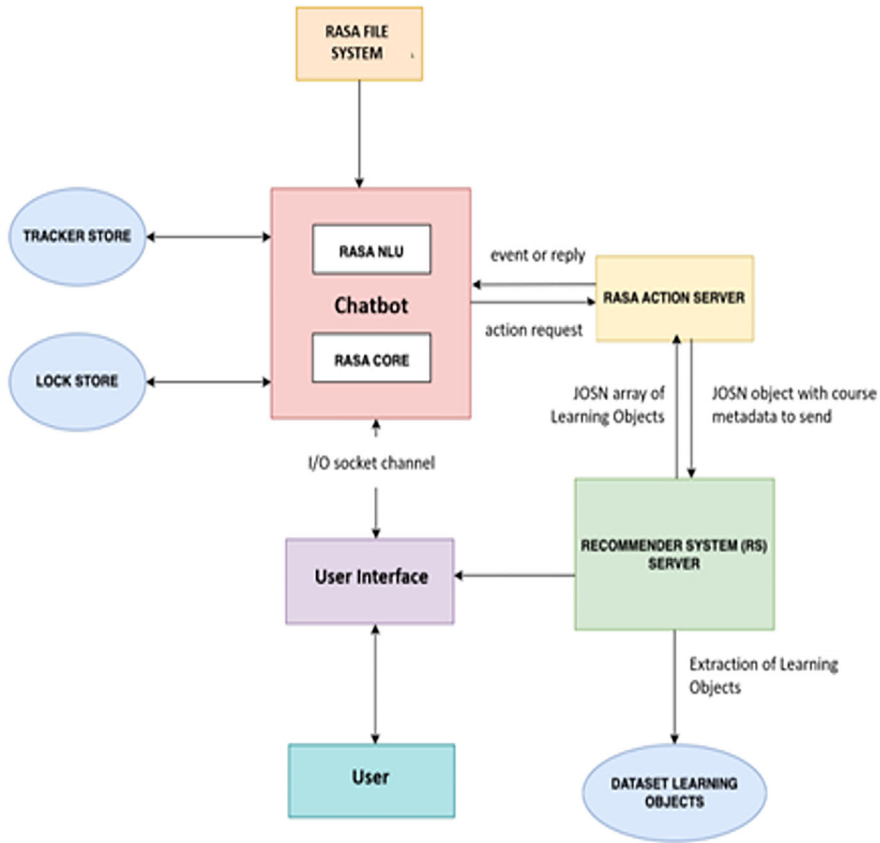 RASA FILE
SYSTEM
TRACKER STORE
RASA NLU
Chatbot
RASA CORE
event or reply
action request
RASA ACTION SERVER
LOCK STORE
JOSN array of
Learning Objects
JOSN object with course
metadata to send
I/O socket channel
User Interface
RECOMMENDER SYSTEM (RS)
SERVER
Extraction of Learning
Objects
User
DATASET LEARNING
OBJECTS